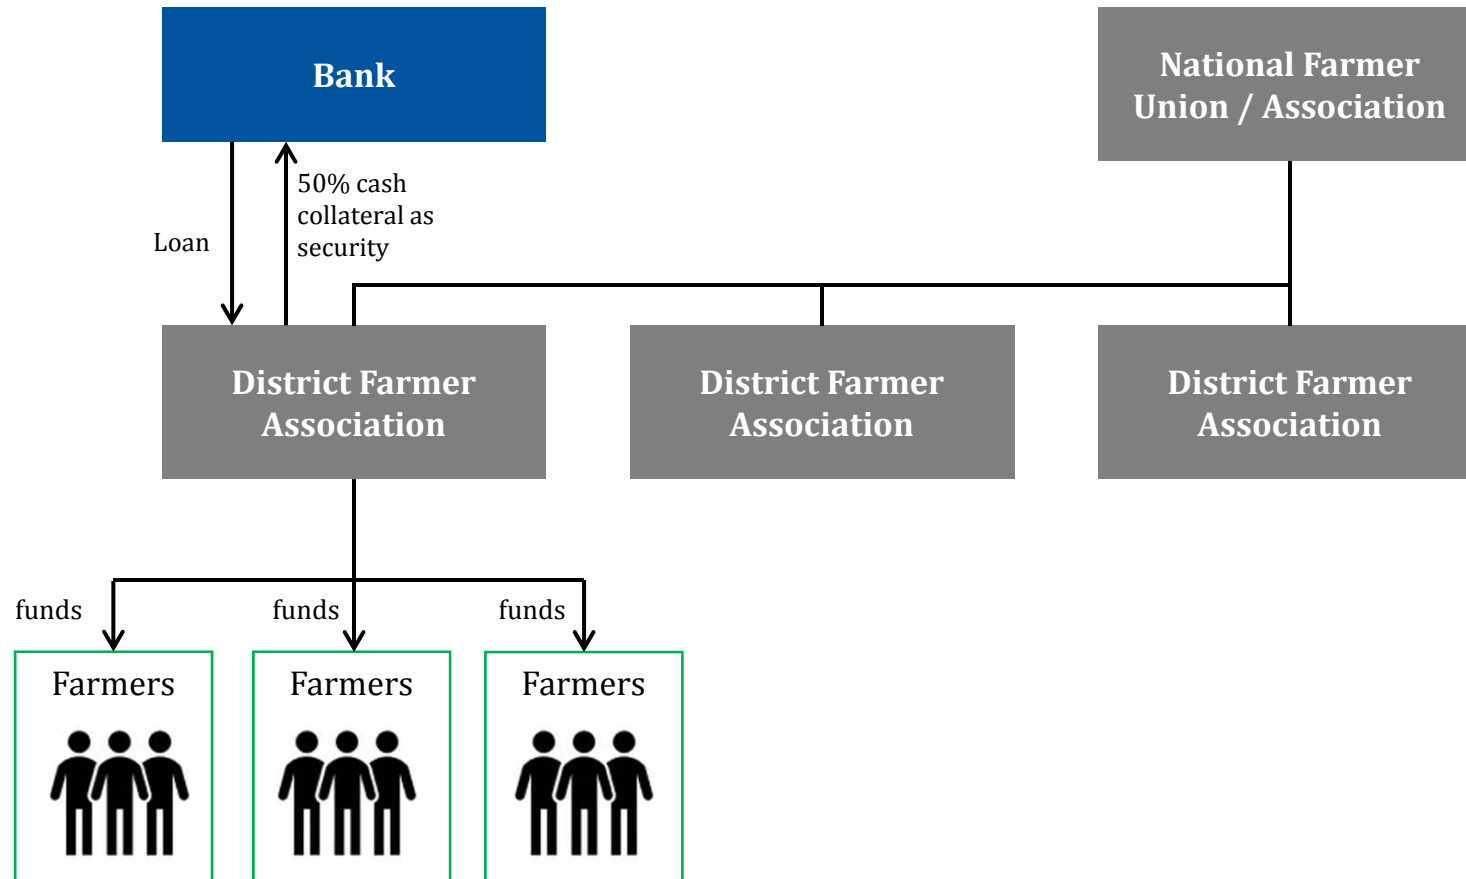 Bank
National Farmer
Union / Association
50% cash
collateral as
security
Loan
District Farmer
Association
District Farmer
Association
District Farmer
Association
funds
funds
funds
Farmers
Farmers
Farmers